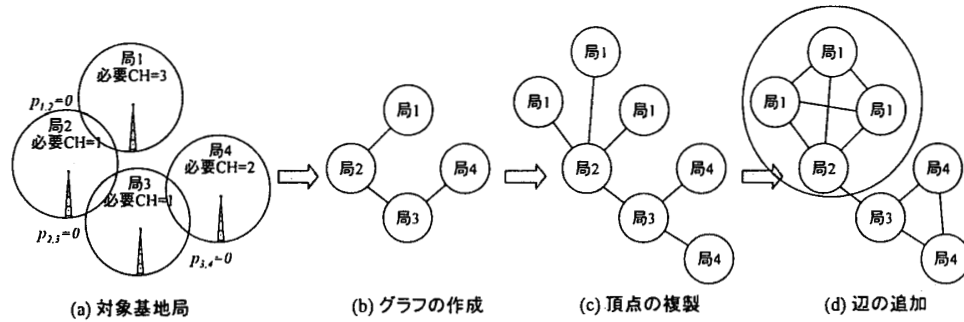 局1
必要CH=3
p1,2=0
局2
必要CH=1
局4
必要CH=2
局3
必要CH=1
p2,3=0
p3,4=0
(a) 対象基地局
局1
局2
局4
局3
(b) グラフの作成
局1
局1
局1
局2
局4
局3
局4
(c) 頂点の複製
局1
局1
局1
局2
局4
局3
局4
(d) 辺の追加